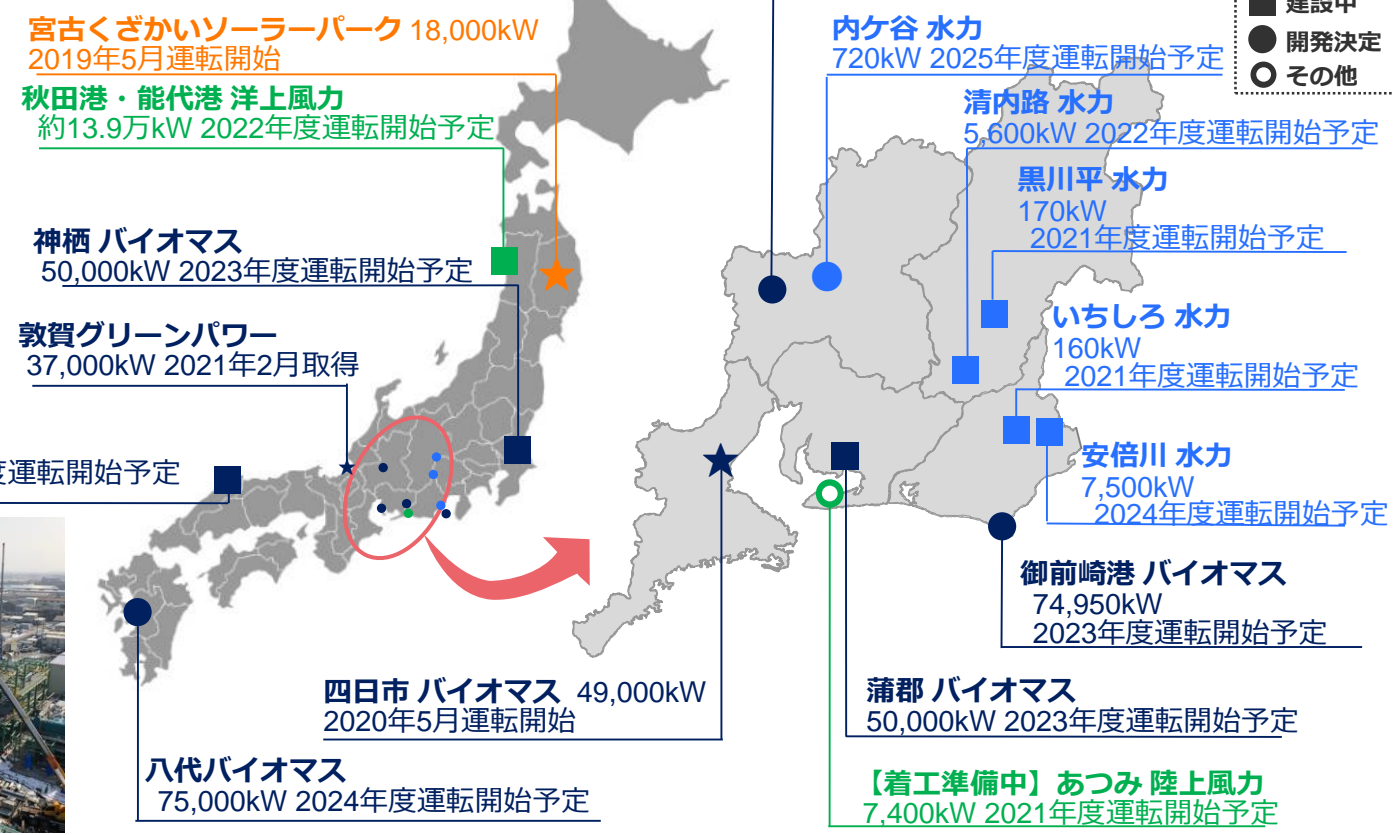 宮古くざかいソーラーパーク 18,000kW
2019年5月運転開始
秋田港・能代港 洋上風力
約13.9万kW 2022年度運転開始予定
神栖 バイオマス
50,000kW 2023年度運転開始予定
敦賀グリーンパワー
37,000kW 2021年2月取得
度運転開始予定
四日市 バイオマス 49,000kW
2020年5月運転開始
八代バイオマス
75,000kW 2024年度運転開始予定
内ケ谷 水力
720kW 2025年度運転開始予定
清内路 水力
5,600kW 2022年度運転開始予定
黒川平 水力
170kW
2021年度運転開始予定
いちしろ 水力
160kW
2021年度運転開始予定
安倍川 水力
7,500kW
2024年度運転開始予定
御前崎港 バイオマス
74,950kW
2023年度運転開始予定
蒲郡 バイオマス
50,000kW 2023年度運転開始予定
【着工準備中】あつみ 陸上風力
7,400kW 2021年度運転開始予定
建設中
開発決定
その他